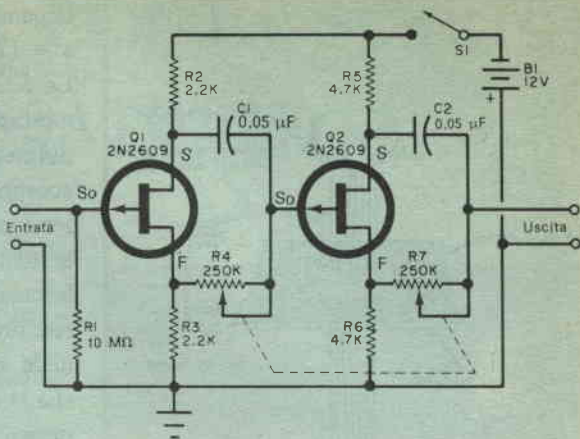 S1
R2
2.2K
R5
4.7K
B1
12V
+
C1
0.05 µF
C2
0.05 µF
Q1
2N2609
Q2
2N2609
S
S
So
So
Entrata
Uscita
F
R4
250K
F
R7
250K
R1
10 MΩ
R3
2.2K
R6
4.7K